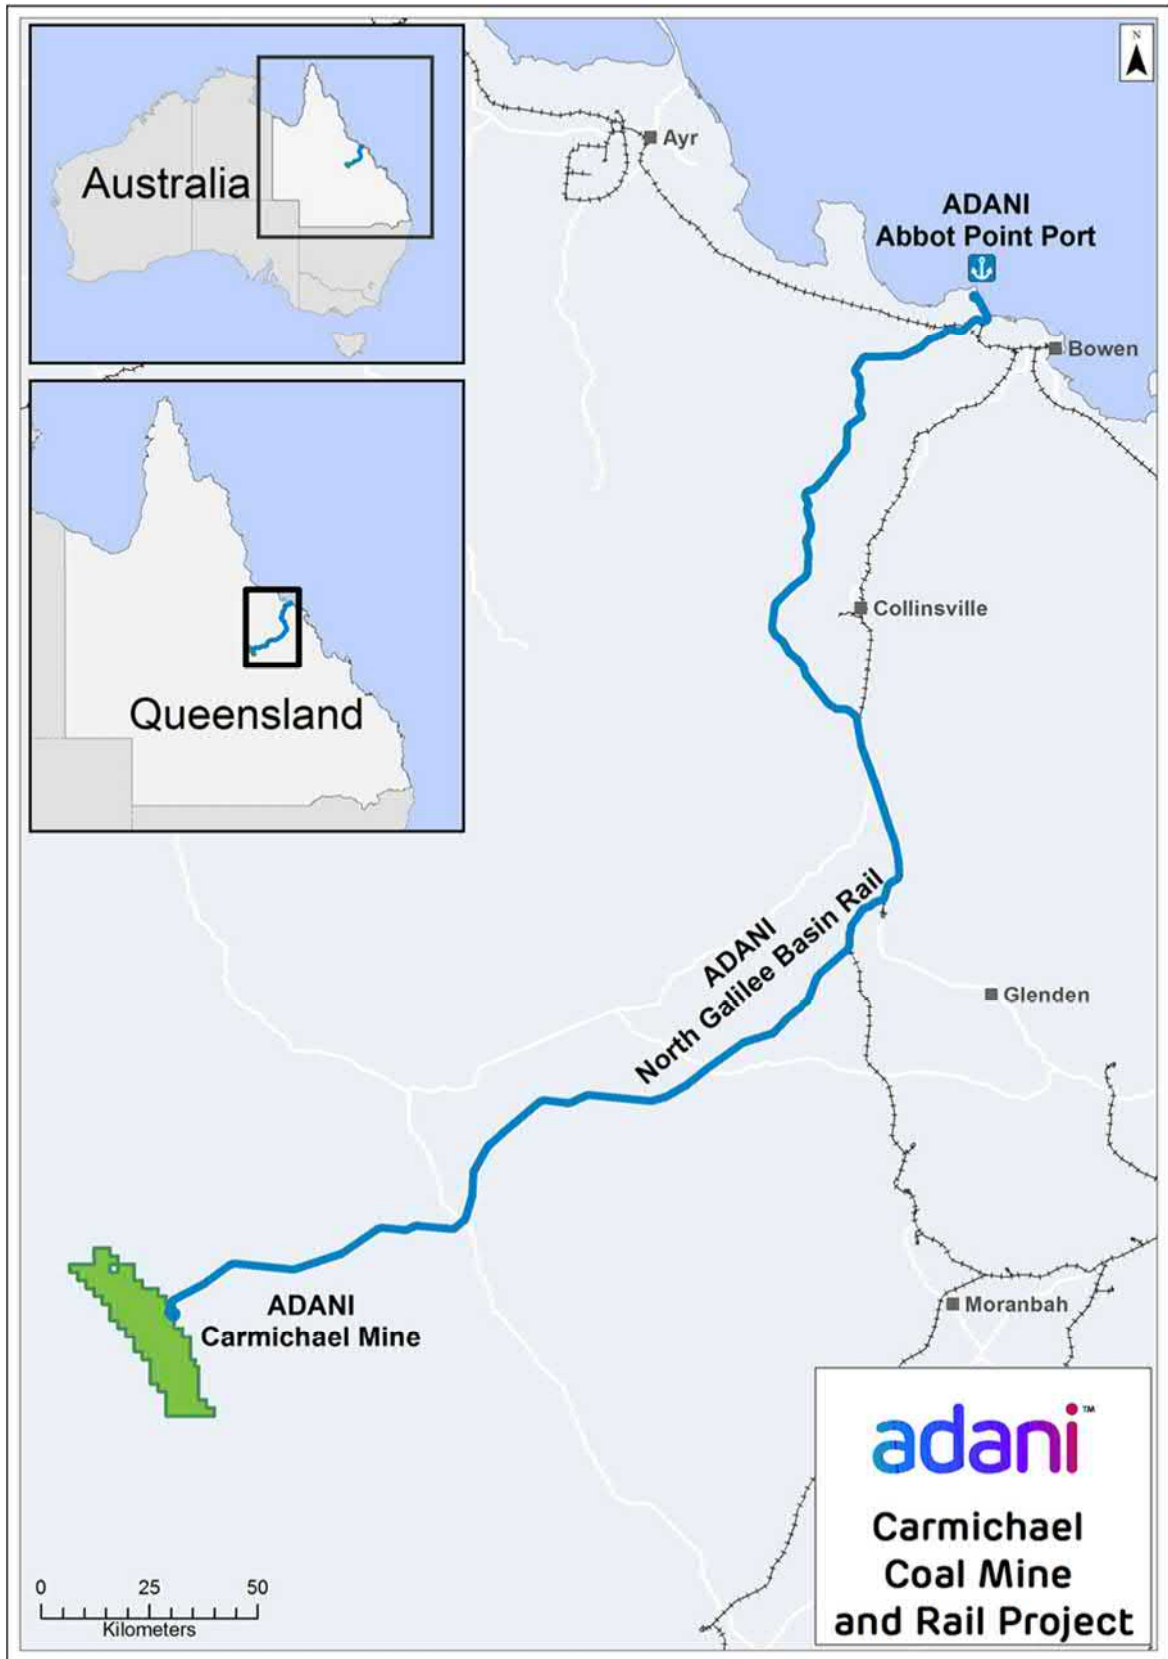 N
Australia
Ayr
ADANI
Abbot Point Port
Bowen
Queensland
Collinsville
ADANI
North Galilee Basin Rail
Glenden
ADANI
Carmichael Mine
Moranbah
adani™
Carmichael
Coal Mine
and Rail Project
0 25 50
Kilometers